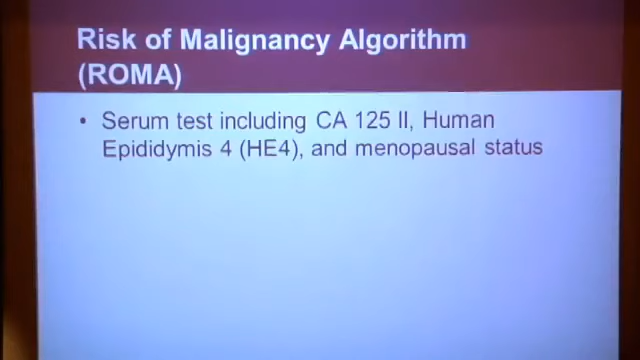 Risk of Malignancy Algorithm
(ROMA)
• Serum test including CA 125 II, Human
Epididymis 4 (HE4), and menopausal status